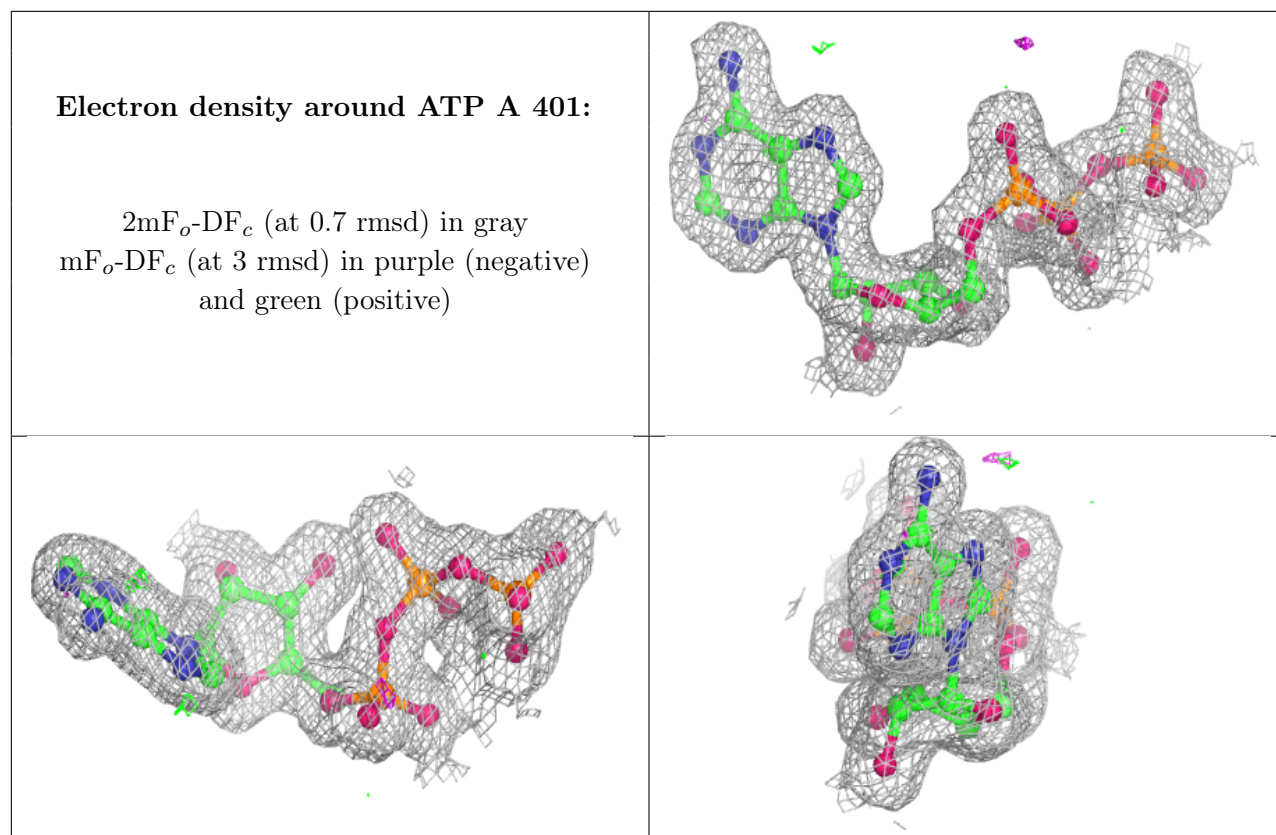 Electron density around ATP A 401:
2mFo-DFc (at 0.7 rmsd) in gray
mFo-DFc (at 3 rmsd) in purple (negative)
and green (positive)